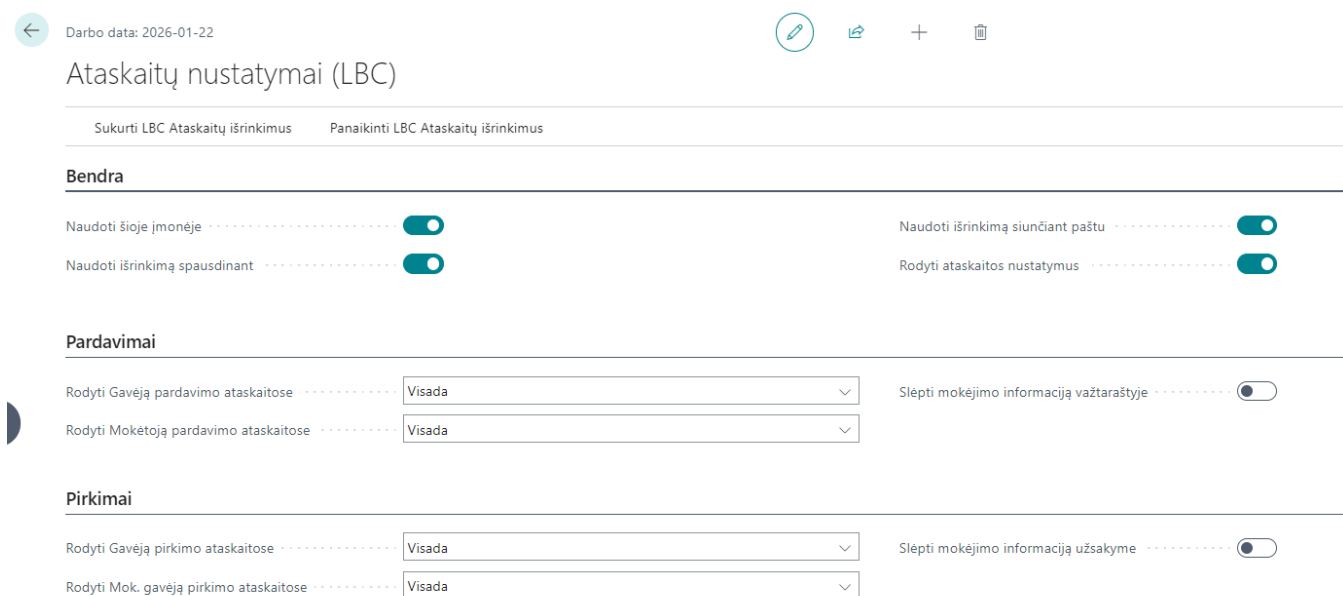 Darbo data: 2026-01-22
Ataskaitų nustatymai (LBC)
Sukurti LBC Ataskaitų išrinkimus Panaikinti LBC Ataskaitų išrinkimus
Bendra
Naudoti šioje įmonėje Naudoti išrinkimą siunčiant paštu
Naudoti išrinkimą spausdinant Rodyti ataskaitos nustatymus
Pardavimai
Rodyti Gavėją pardavimo ataskaitose Visada Slėpti mokėjimo informaciją važtaraštyje
Rodyti Mokėtoją pardavimo ataskaitose Visada
Pirkimai
Rodyti Gavėją pirkimo ataskaitose Visada Slėpti mokėjimo informaciją užsakyme
Rodyti Mok. gavėją pirkimo ataskaitose Visada